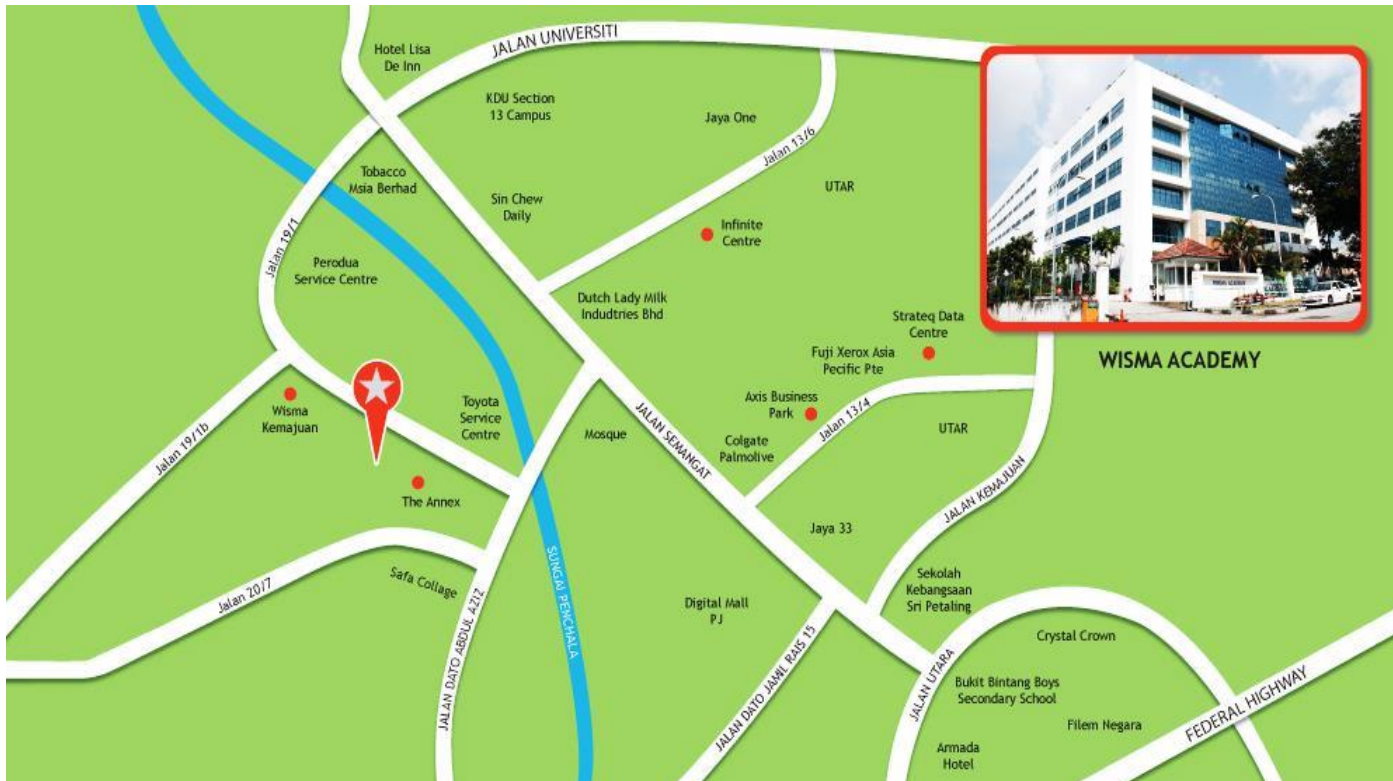 Hotel Lisa
De Inn
JALAN UNIVERSITI
KDU Section
13 Campus
Jaya One
Jalan 13/6
Tobacco
Msia Berhad
UTAR
Sin Chew
Daily
Infinite
Centre
Jalan 19/1
Perodua
Service Centre
Dutch Lady Milk
Indudtries Bhd
Strateq Data
Centre
Fuji Xerox Asia
Pecific Pte
WISMA ACADEMY
WISMA ACADEMY
Axis Business
Park
Jalan 13/4
Wisma
Kemajuan
Toyota
Service
Centre
Mosque
JALAN SEMANGAT
Colgate
Palmolive
UTAR
Jalan 19/1b
The Annex
JALAN KEMAJUAN
Jaya 33
SUNGAI PENCHALA
Safa Collage
Jalan 20/7
JALAN DATO ABDUL AZIZ
Digital Mall
PJ
Sekolah
Kebangsaan
Sri Petaling
JALAN DATO JAMIL RAIS 15
JALAN UTARA
Crystal Crown
Bukit Bintang Boys
Secondary School
FEDERAL HIGHWAY
Filem Negara
Armada
Hotel